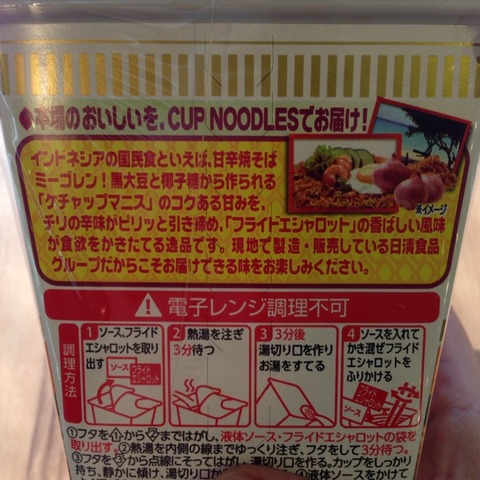 ●本場のおいしいを、CUP NOODLESでお届け!
インドネシアの国民食といえば、甘辛焼そば
ミーゴレン!黒大豆と椰子糖から作られる
「ケチャップマニス」のコクある甘みを、
チリの辛味がピリッと引き締め。「フライドエシャロット」の香ばしい風味
が食欲をかきたてる逸品です。現地で製造・販売している日清食品
グループだからこそお届けできる味をお楽しみください。
※イメージ
電子レンジ調理不可
調理方法
1 ソース、フライドエシャロットを取り出す
ソース
フライドエシャロット
2 熱湯を注ぎ3分待つ
3 3分後湯切り口を作りお湯をすてる
4 ソースを入れてかき混ぜフライドエシャロットをふりかける
①フタを1から2まではがし、液体ソース・フライドエシャロットの袋を
取り出す。②熱湯を内側の線までゆっくり注ぎ、フタをして3分待つ。
③フタを3から点線にそってはがし、湯切り口を作る。カップをしっかり
持ち、静かに傾け、湯切り口か
④液体ソースをかけて